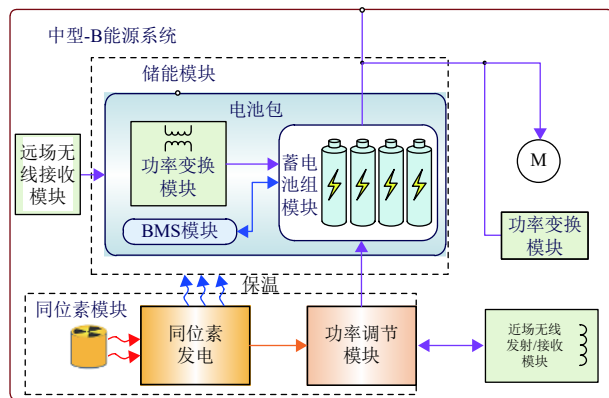 中型-B能源系统
储能模块
电池包
远场无
线接收
模块
功率变换
模块
蓄电
池组
模块
BMS模块
M
功率变换
模块
保温
同位素模块
同位素
发电
功率调节
模块
近场无线
发射/接收
模块